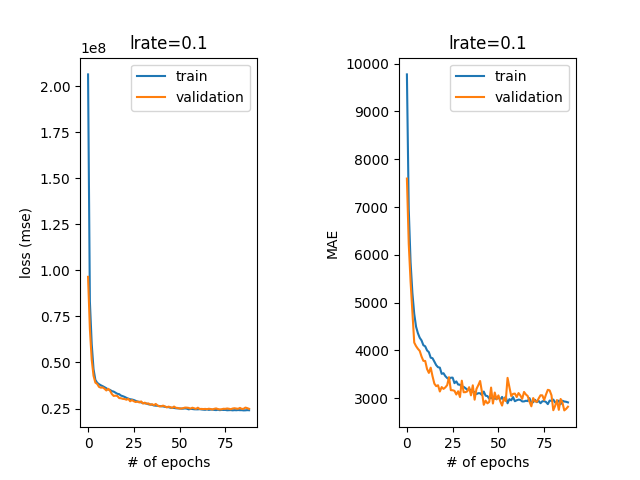 lrate=0.1
1e8
train
validation
2.00
1.75
1.50
1.25
1.00
0.75
0.50
0.25
loss (mse)
0 25 50 75
# of epochs
lrate=0.1
train
validation
10000
9000
8000
7000
6000
5000
4000
3000
MAE
0 25 50 75
# of epochs